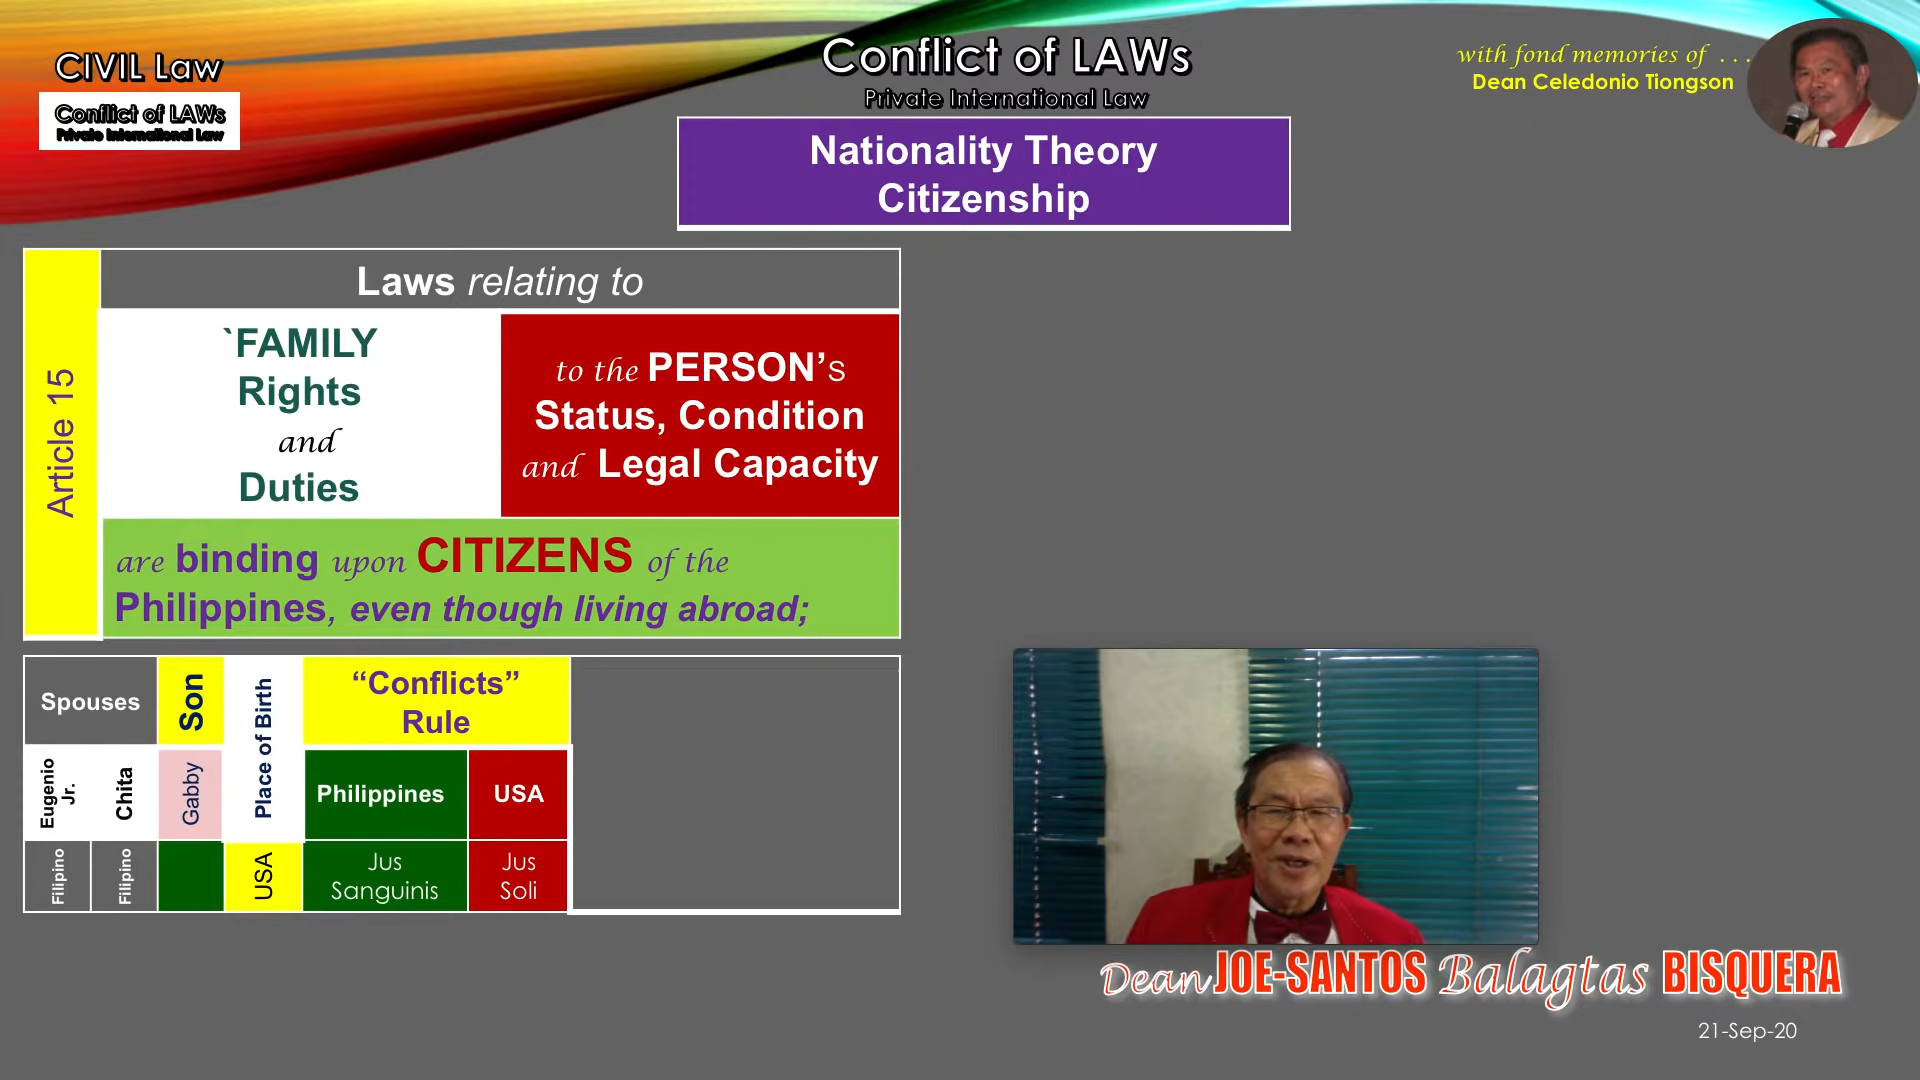 CIVIL Law
Conflict of LAWs
Private International Law
Conflict of LAWs
Private International Law
with fond memories of . . .
Dean Celedonio Tiongson
Nationality Theory
Citizenship
Article 15
Laws relating to
`FAMILY
Rights
and
Duties
to the PERSON’s
Status, Condition
and Legal Capacity
are binding upon CITIZENS of the
Philippines, even though living abroad;
Spouses
Son
Place of Birth
“Conflicts”
Rule
Eugenio
Jr.
Chita
Gabby
Philippines
USA
Filipino
Filipino
USA
Jus
Sanguinis
Jus
Soli
Dean JOE-SANTOS Balagtas BISQUERA
21-Sep-20